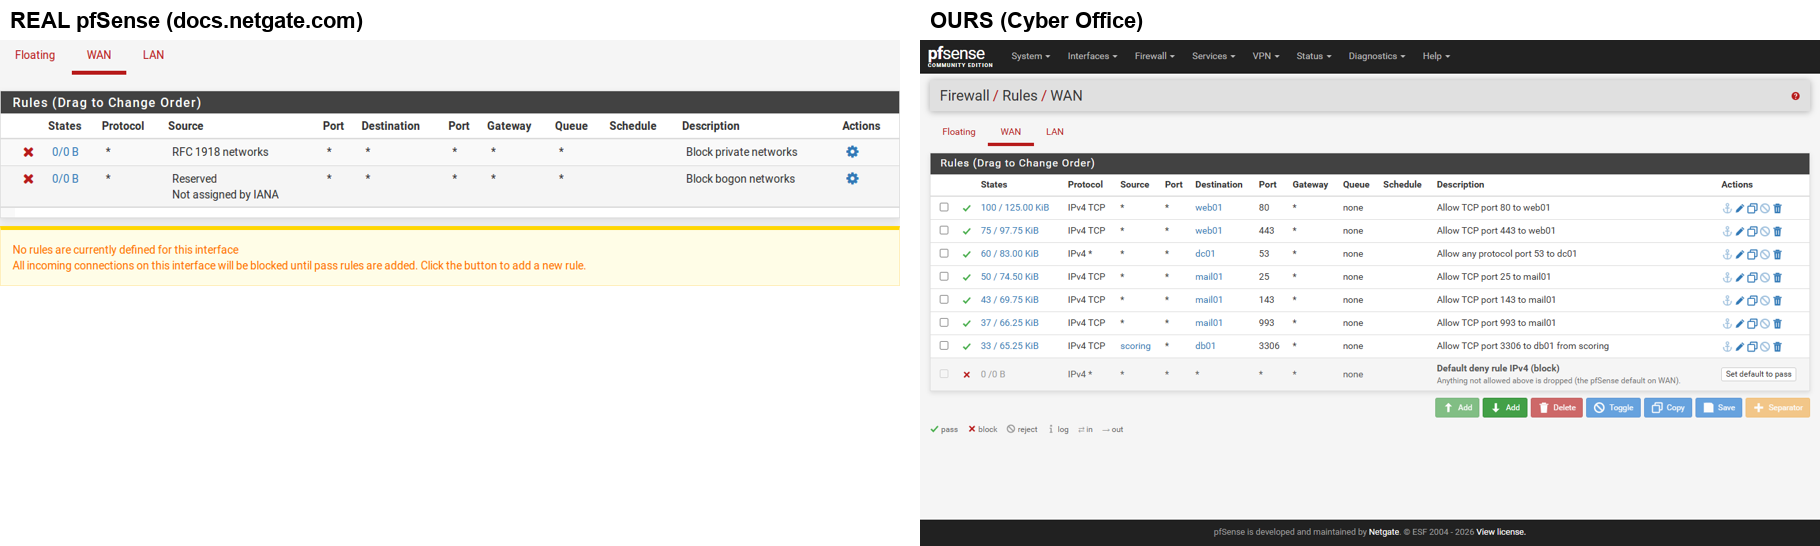 REAL pfSense (docs.netgate.com)
Floating WAN LAN
Rules (Drag to Change Order)
States Protocol Source Port Destination Port Gateway Queue Schedule Description Actions
0/0 B * RFC 1918 networks * * * * * Block private networks
0/0 B * Reserved * * * * * Block bogon networks
Not assigned by IANA
No rules are currently defined for this interface
All incoming connections on this interface will be blocked until pass rules are added. Click the button to add a new rule.
OURS (Cyber Office)
pfsense System Interfaces Firewall Services VPN Status Diagnostics Help
COMMUNITY EDITION
Firewall / Rules / WAN
Floating WAN LAN
Rules (Drag to Change Order)
States Protocol Source Port Destination Port Gateway Queue Schedule Description Actions
100 / 125.00 KiB IPv4 TCP * * web01 80 * none Allow TCP port 80 to web01
75 / 97.75 KiB IPv4 TCP * * web01 443 * none Allow TCP port 443 to web01
60 / 83.00 KiB IPv4 * * * dc01 53 * none Allow any protocol port 53 to dc01
50 / 74.50 KiB IPv4 TCP * * mail01 25 * none Allow TCP port 25 to mail01
43 / 69.75 KiB IPv4 TCP * * mail01 143 * none Allow TCP port 143 to mail01
37 / 66.25 KiB IPv4 TCP * * mail01 993 * none Allow TCP port 993 to mail01
33 / 65.25 KiB IPv4 TCP scoring * db01 3306 * none Allow TCP port 3306 to db01 from scoring
0 /0 B IPv4 * * * * * * none Default deny rule IPv4 (block) Set default to pass
Anything not allowed above is dropped (the pfSense default on WAN).
Add Add Delete Toggle Copy Save Separator
pass block reject log in out
pfSense is developed and maintained by Netgate. © ESF 2004 - 2026 View license.